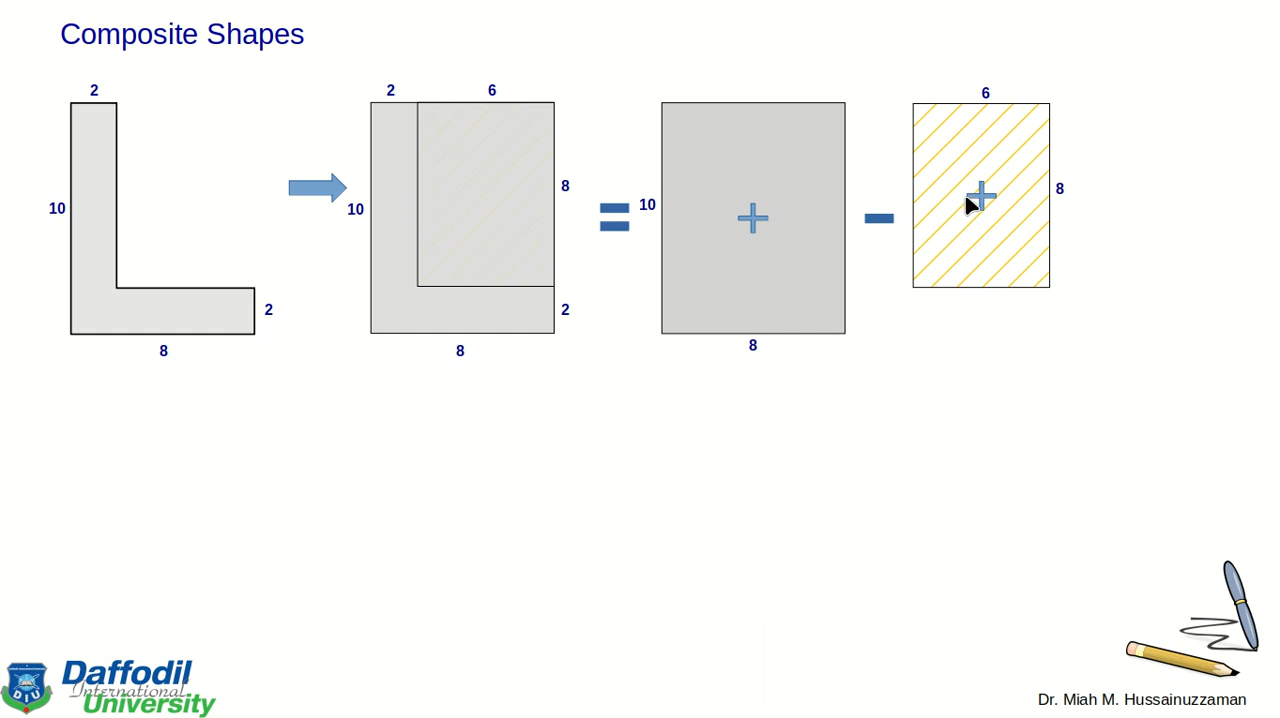 Composite Shapes
2
10
2
8
2
6
10
8
2
8
10
8
6
8
DIU
Daffodil
International
University
Dr. Miah M. Hussainuzzaman